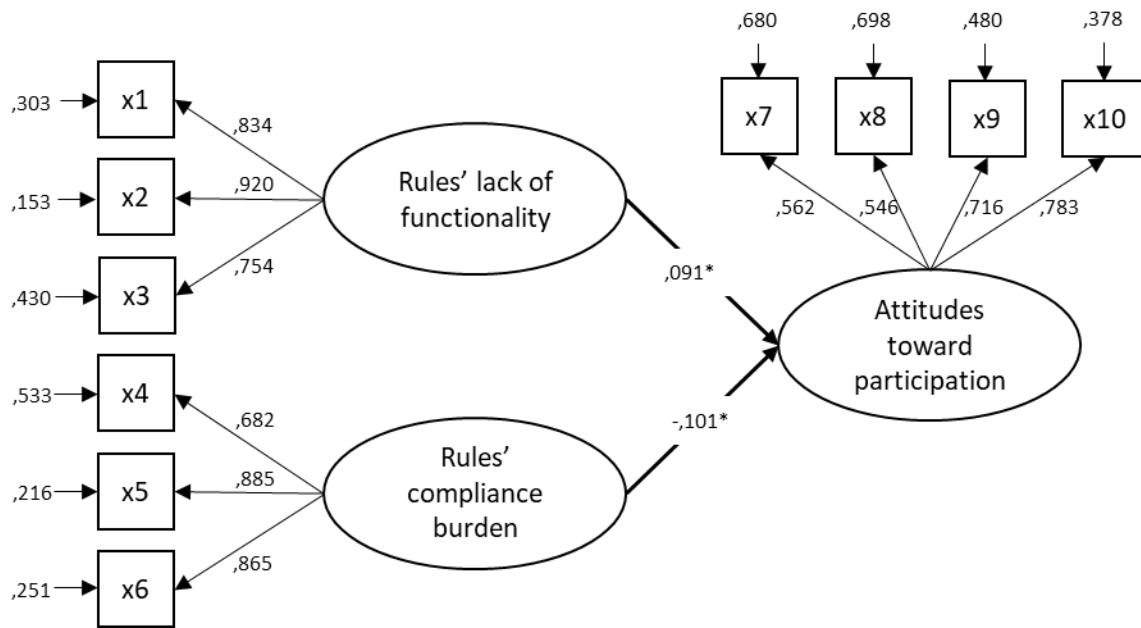 ,680
,698
,480
,378
x7
x8
x9
x10
,562
,546
,716
,783
,303
x1
,834
,153
x2
,920
,430
x3
,754
Rules’ lack of
functionality
,091*
Attitudes
toward
participation
-,101*
,533
x4
,682
,216
x5
,885
,251
x6
,865
Rules’
compliance
burden